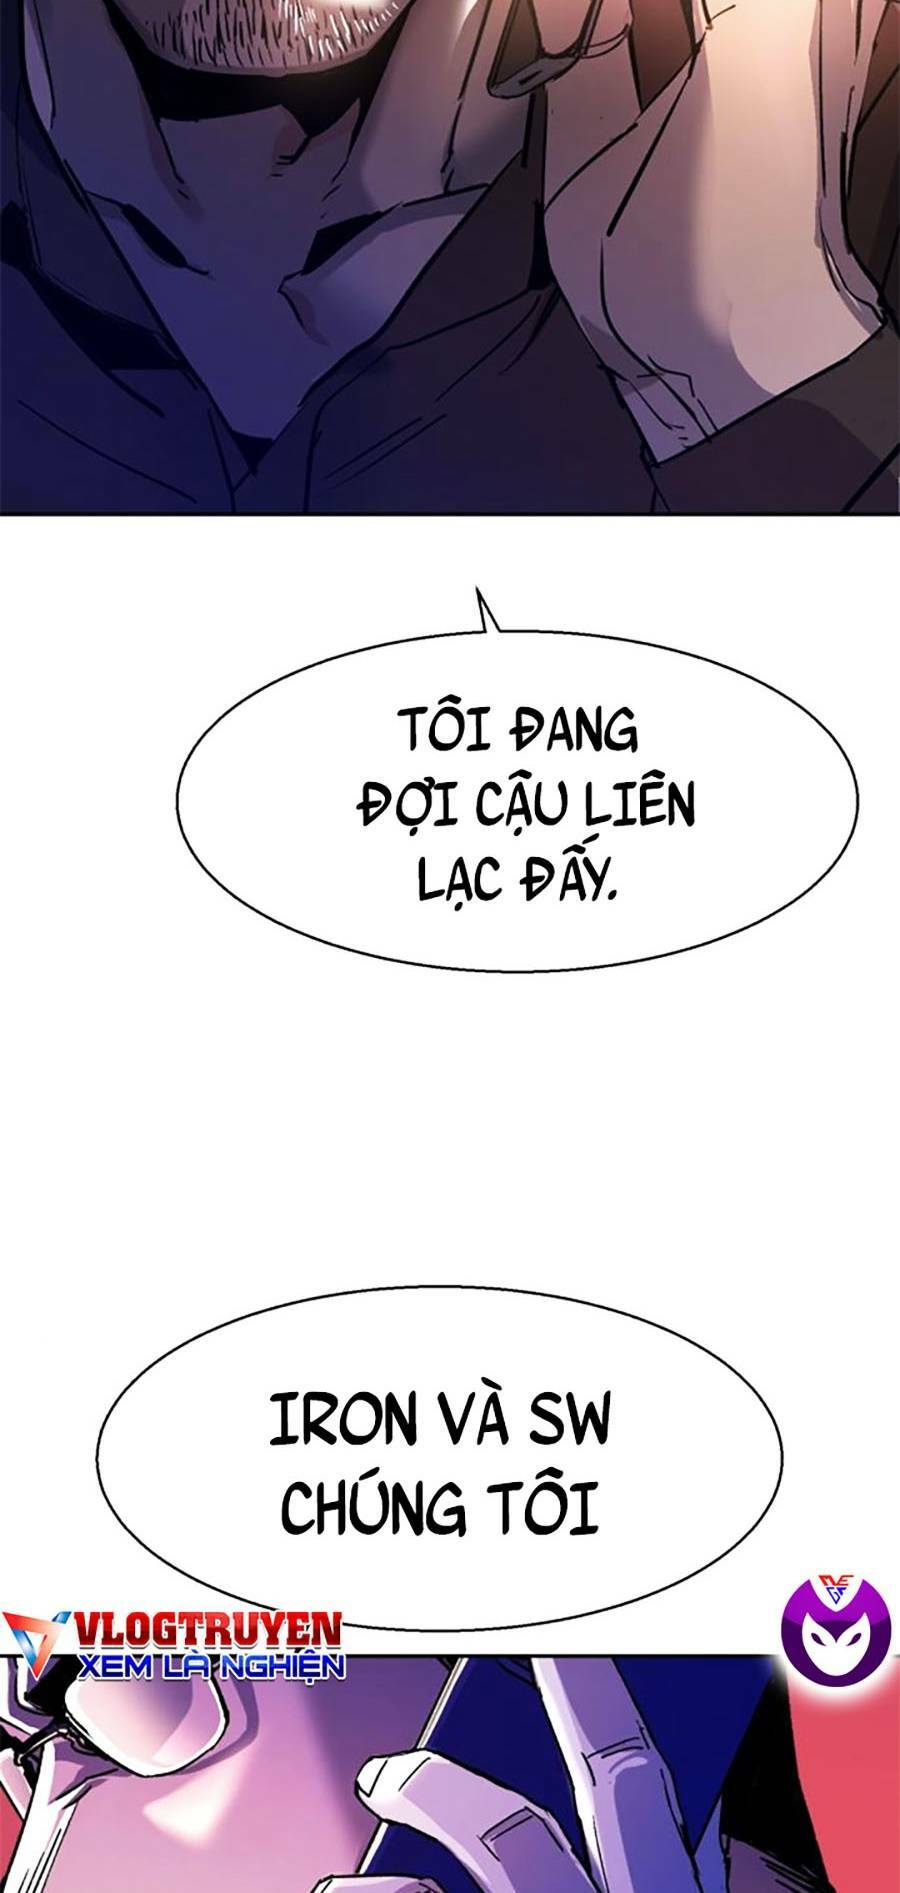 TÔI ĐANG
ĐỢI CẬU LIÊN
LẠC ĐẤY.
IRON VÀ SW
CHÚNG TÔI
VLOGTRUYEN
XEM LÀ NGHIỆN